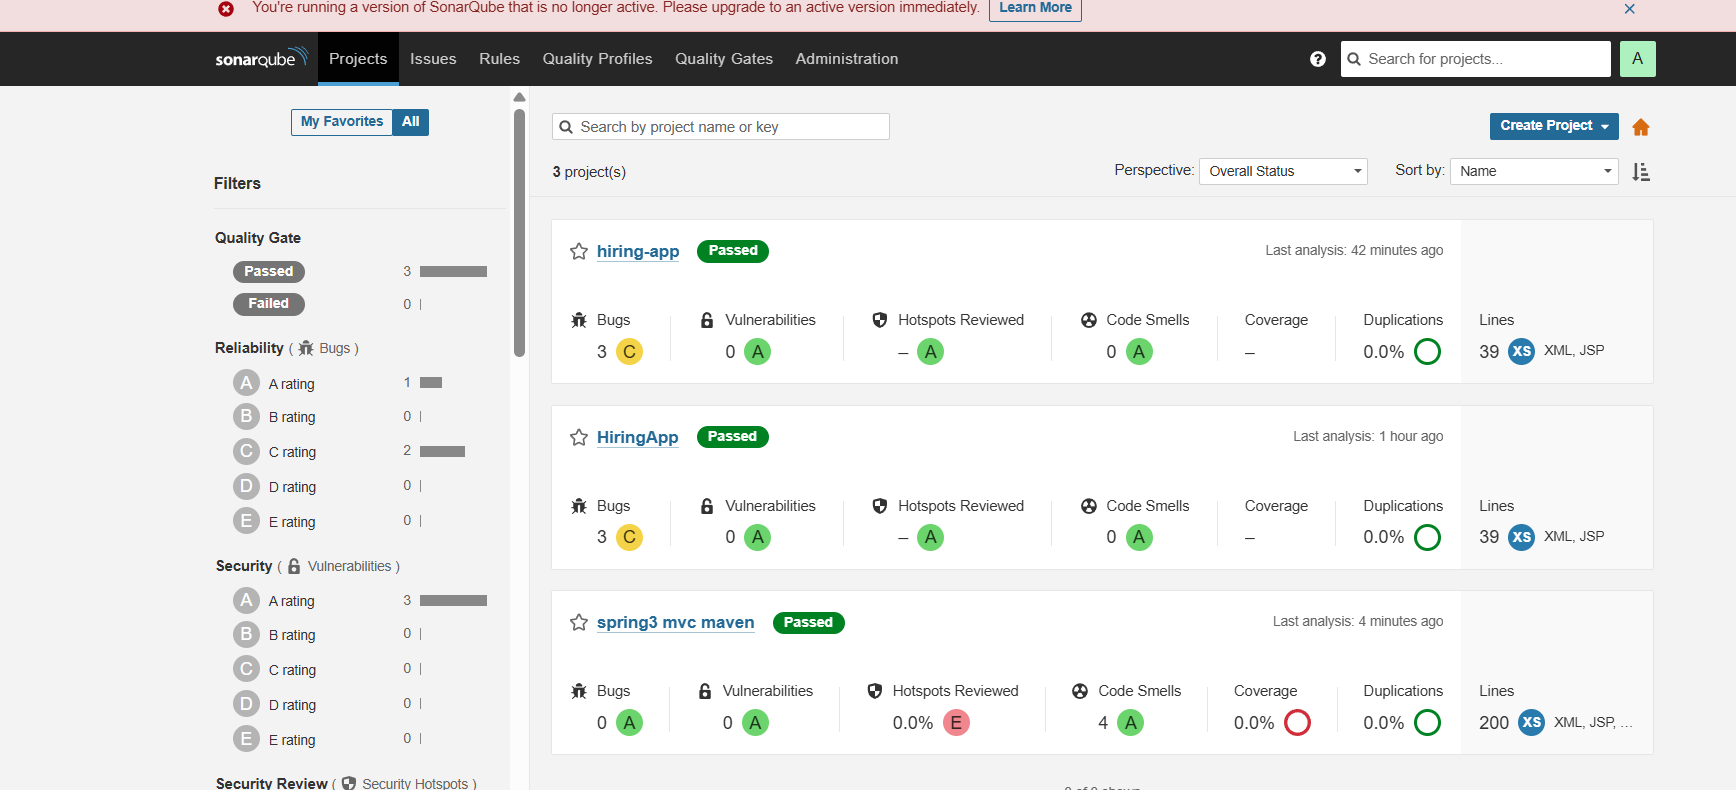 You're running a version of SonarQube that is no longer active. Please upgrade to an active version immediately. Learn More
sonarqube Projects Issues Rules Quality Profiles Quality Gates Administration Search for projects... A
My Favorites All
Search by project name or key
Create Project
3 project(s)
Perspective: Overall Status
Sort by: Name
Filters
Quality Gate
Passed 3
Failed 0
Reliability ( Bugs )
A A rating 1
B B rating 0
C C rating 2
D D rating 0
E E rating 0
Security ( Vulnerabilities )
A A rating 3
B B rating 0
C C rating 0
D D rating 0
E E rating 0
Security Review ( Security Hotspots )
hiring-app Passed Last analysis: 42 minutes ago
Bugs Vulnerabilities Hotspots Reviewed Code Smells Coverage Duplications Lines
3 C 0 A – A 0 A – 0.0% 39 XS XML, JSP
HiringApp Passed Last analysis: 1 hour ago
Bugs Vulnerabilities Hotspots Reviewed Code Smells Coverage Duplications Lines
3 C 0 A – A 0 A – 0.0% 39 XS XML, JSP
spring3 mvc maven Passed Last analysis: 4 minutes ago
Bugs Vulnerabilities Hotspots Reviewed Code Smells Coverage Duplications Lines
0 A 0 A 0.0% E 4 A 0.0% 0.0% 200 XS XML, JSP, ...